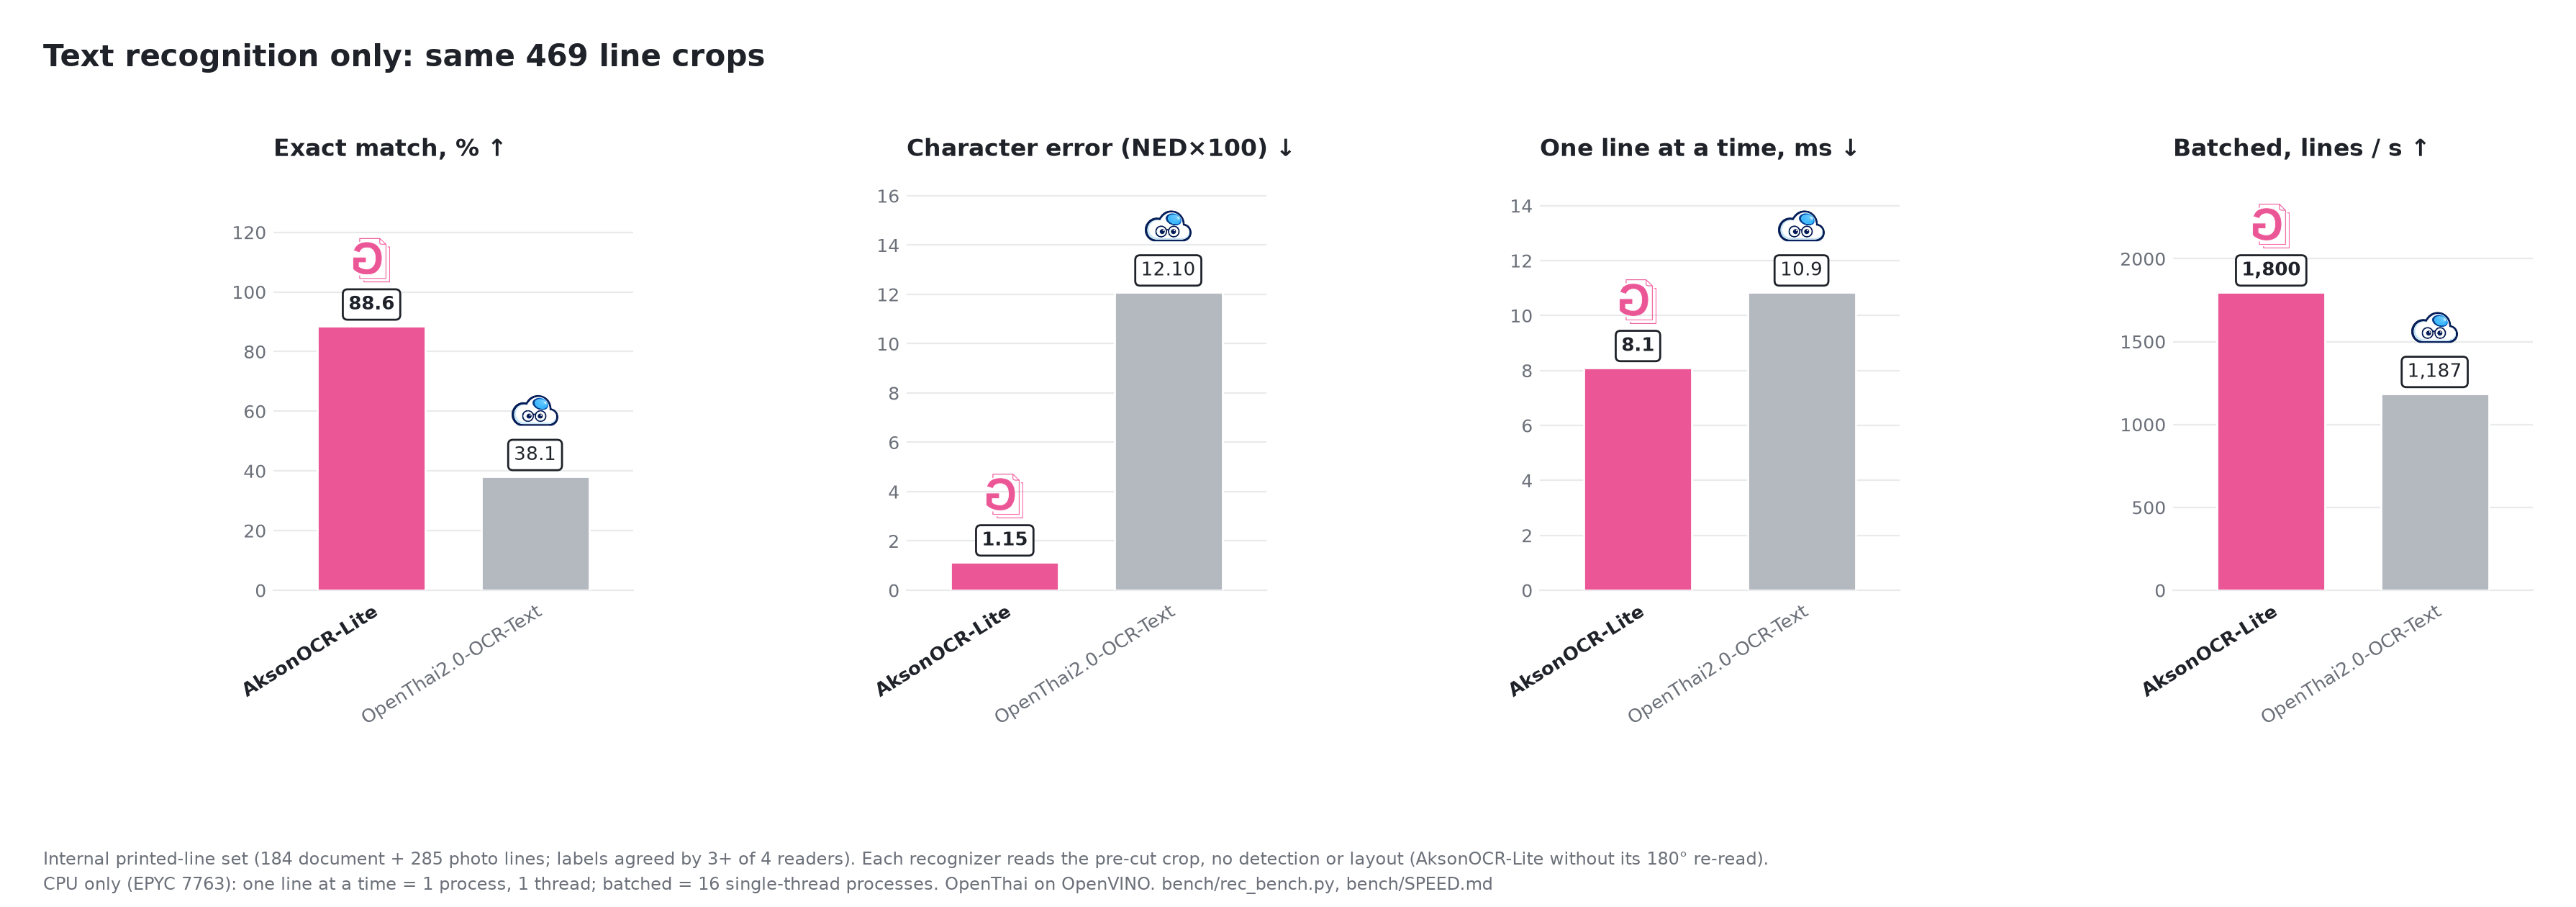 Text recognition only: same 469 line crops
Exact match, % ↑
120
100
80
60
40
20
0
88.6
38.1
AksonOCR-Lite
OpenThai2.0-OCR-Text
Character error (NED×100) ↓
16
14
12
10
8
6
4
2
0
1.15
12.10
AksonOCR-Lite
OpenThai2.0-OCR-Text
One line at a time, ms ↓
14
12
10
8
6
4
2
0
8.1
10.9
AksonOCR-Lite
OpenThai2.0-OCR-Text
Batched, lines / s ↑
2000
1500
1000
500
0
1,800
1,187
AksonOCR-Lite
OpenThai2.0-OCR-Text
Internal printed-line set (184 document + 285 photo lines; labels agreed by 3+ of 4 readers). Each recognizer reads the pre-cut crop, no detection or layout (AksonOCR-Lite without its 180° re-read).
CPU only (EPYC 7763): one line at a time = 1 process, 1 thread; batched = 16 single-thread processes. OpenThai on OpenVINO. bench/rec_bench.py, bench/SPEED.md